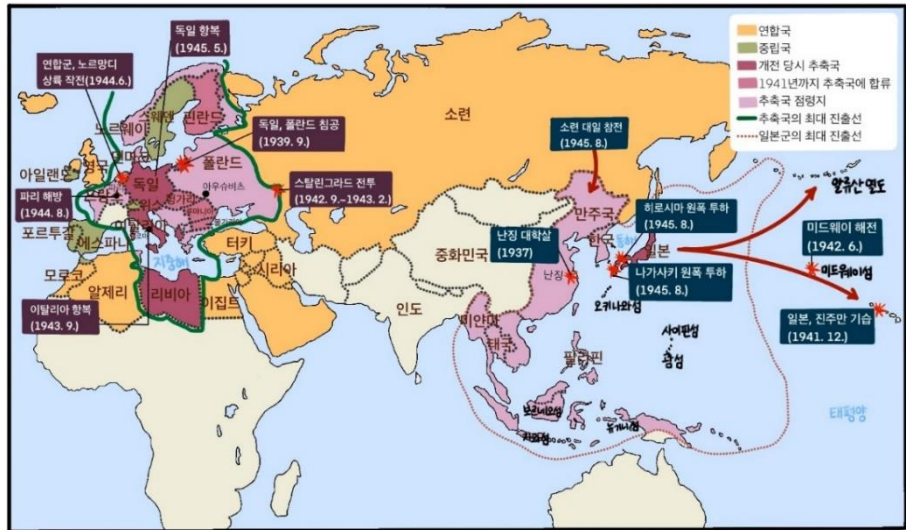 독일 항복
(1945. 5.)
연합군, 노르망디
상륙 작전(1944.6.)
연합국
중립국
개전 당시 추축국
1941년까지 추축국에 합류
추축국 점령지
추축국의 최대 진출선
일본군의 최대 진출선
스웨덴
핀란드
노르웨이
소련
독일, 폴란드 침공
(1939. 9.)
소련 대일 참전
(1945. 8.)
덴마크
아일랜드
영국
폴란드
독일
아우슈비츠
파리 해방
(1944. 8.)
프랑스
스위스
헝가리
스탈린그라드 전투
(1942. 9.~1943. 2.)
알류산 열도
만주국
히로시마 원폭 투하
(1945. 8.)
미드웨이 해전
(1942. 6.)
난징 대학살
(1937)
한국
동해
일본
포르투갈
에스파냐
지중해
터키
시리아
중화민국
난징
나가사키 원폭 투하
(1945. 8.)
미드웨이섬
모로코
알제리
리비아
이집트
인도
오키나와섬
이탈리아 항복
(1943. 9.)
미얀마
태국
사이판섬
괌섬
일본, 진주만 기습
(1941. 12.)
필리핀
보르네오섬
자와섬
뉴기니섬
태평양